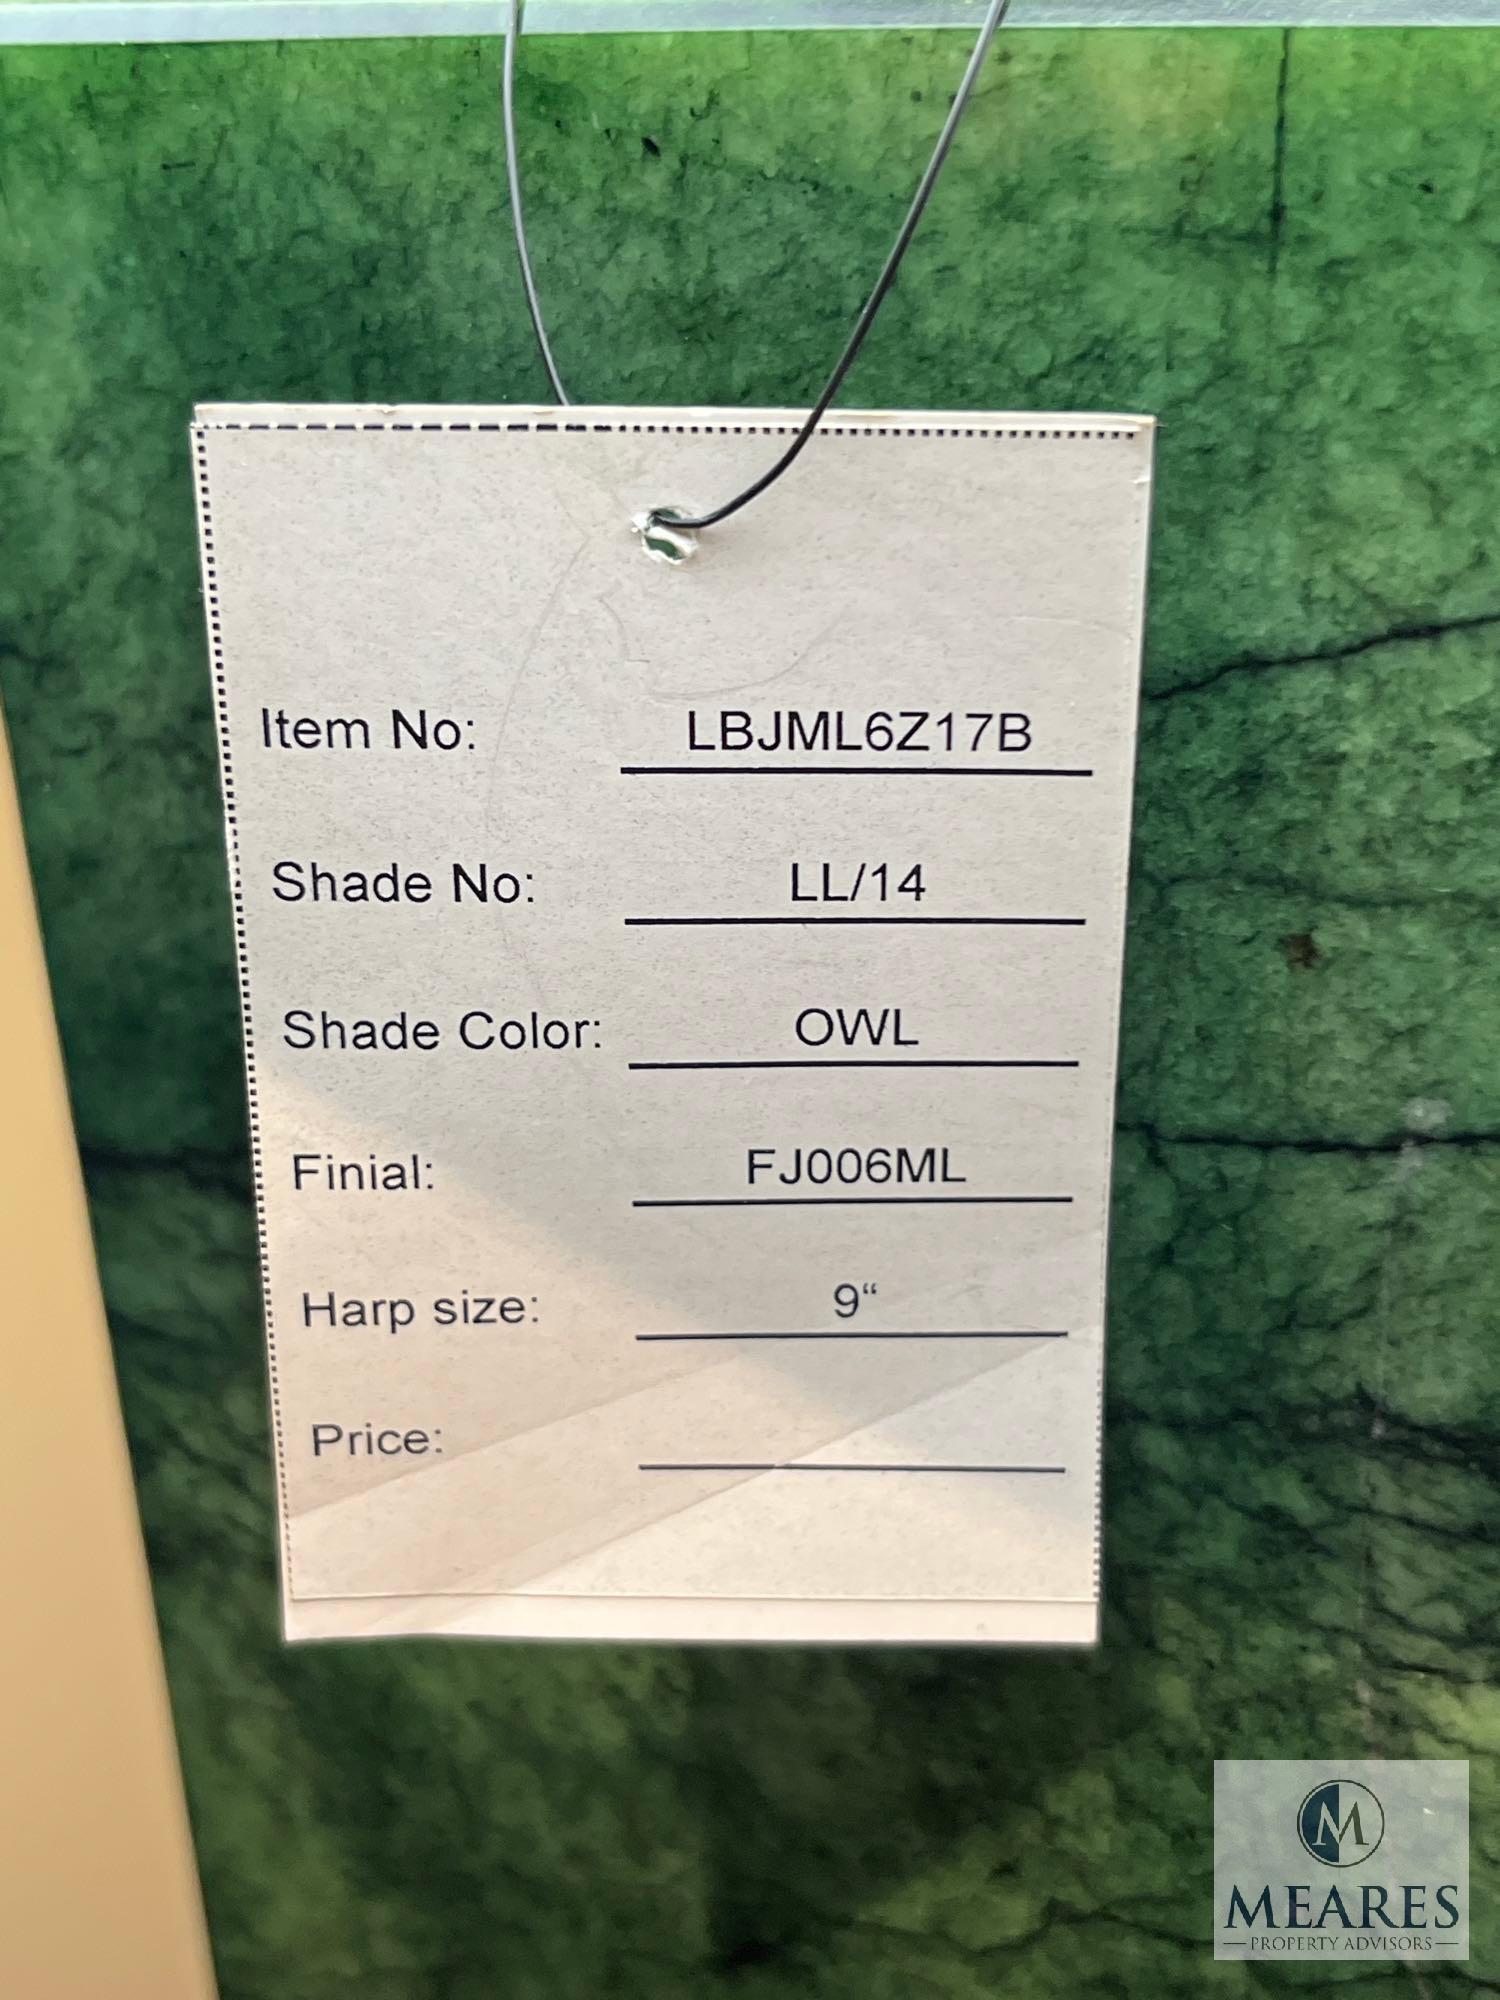 Item No: LBJML6Z17B
Shade No: LL/14
Shade Color: OWL
Finial: FJ006ML
Harp size: 9“
Price:
M
MEARES
PROPERTY ADVISORS